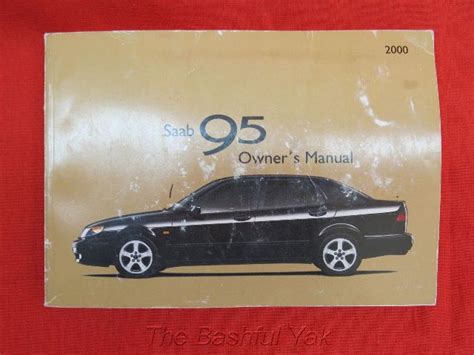 2000
Saab 95
Owner's Manual
The Bashful Yak